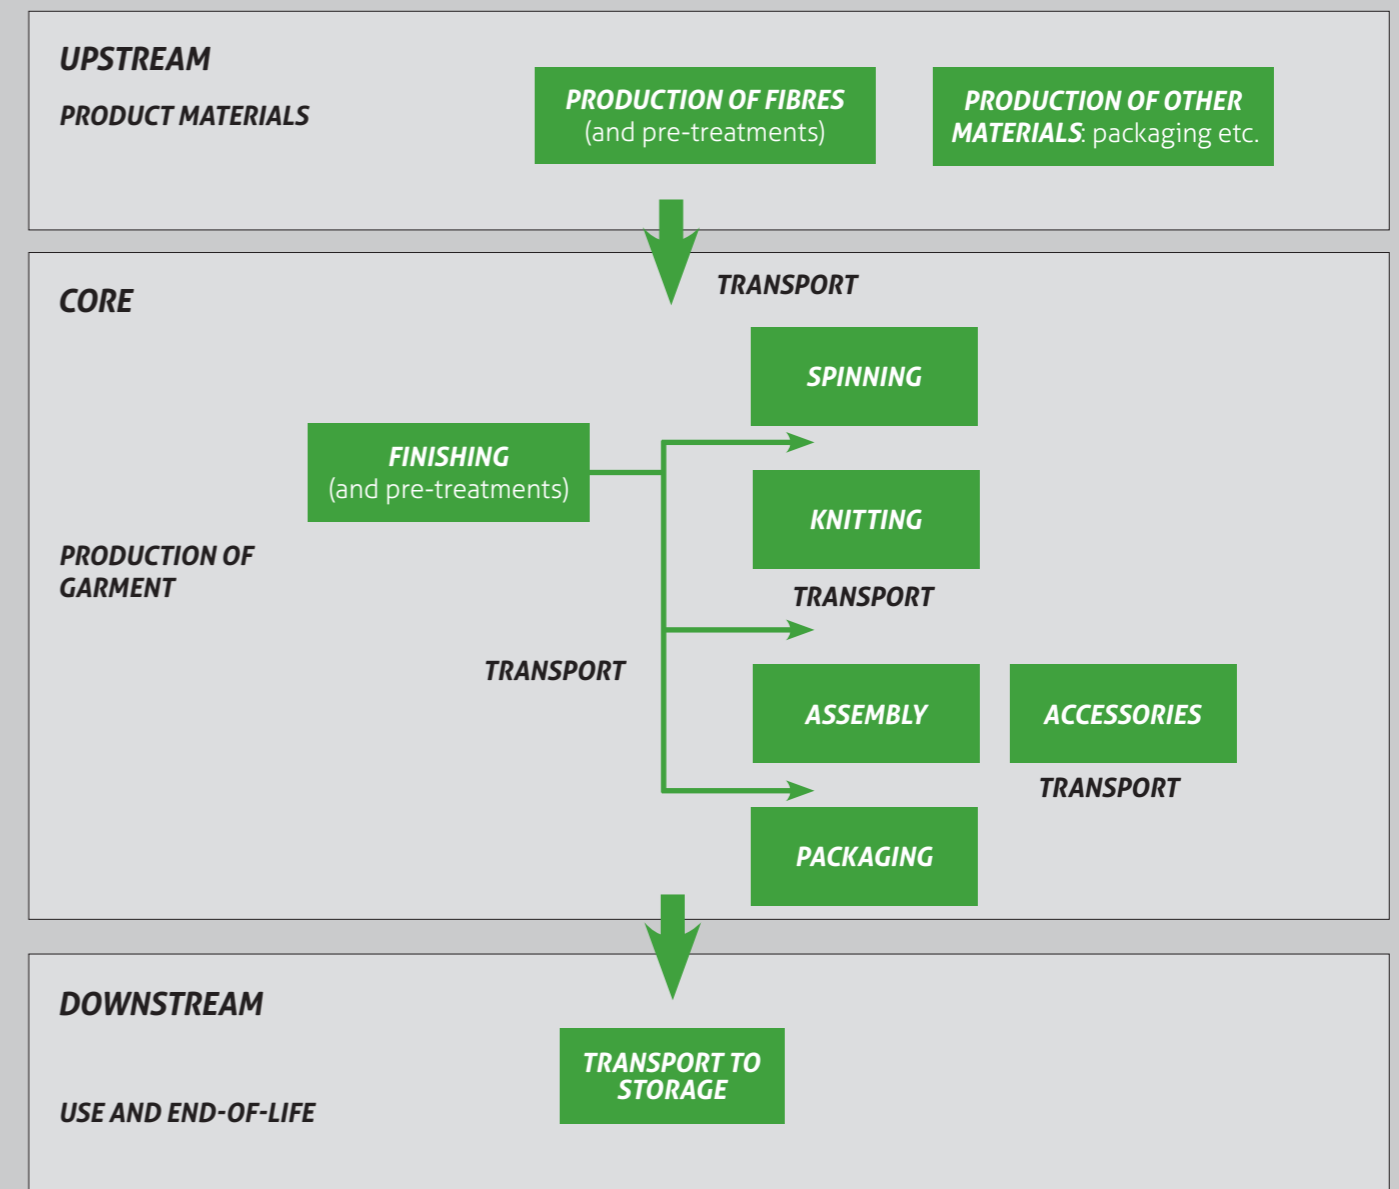 UPSTREAM
PRODUCT MATERIALS
PRODUCTION OF FIBRES
(and pre-treatments)
PRODUCTION OF OTHER
MATERIALS: packaging etc.
CORE
TRANSPORT
SPINNING
FINISHING
(and pre-treatments)
KNITTING
PRODUCTION OF
GARMENT
TRANSPORT
TRANSPORT
ASSEMBLY
ACCESSORIES
TRANSPORT
PACKAGING
DOWNSTREAM
TRANSPORT TO
STORAGE
USE AND END-OF-LIFE